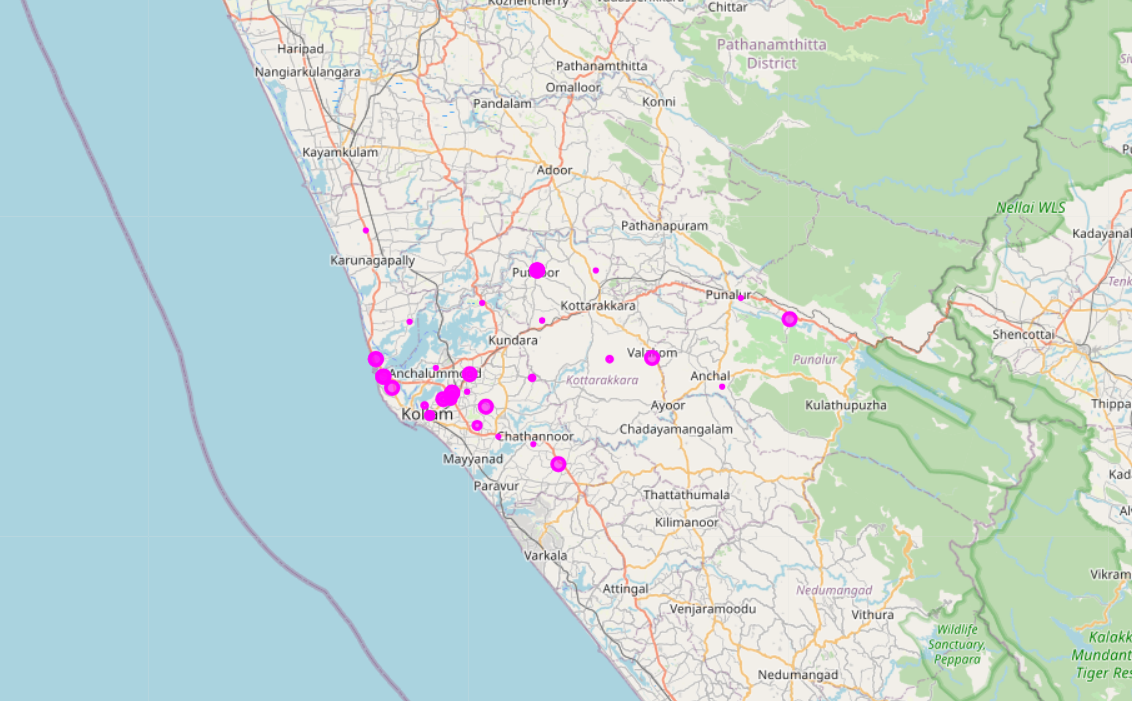 Kozhencherry
Chittar
Haripad
Pathanamthitta
District
Pathanamthitta
Nangiarkulangara
Omalloor
Pandalam
Konni
Kayamkulam
Adoor
Nellai WLS
Pathanapuram
Kadayanal
Karunagapally
Punalur
Kottarakkara
Shencottai
Kundara
Punalur
Anchalummood
Kottarakkara
Anchal
Thippa
Ayoor
Kulathupuzha
Kollam
Chadayamangalam
Chathannoor
Mayyanad
Kad
Paravur
Thattathumala
Kilimanoor
Varkala
Vikram
Attingal
Nedumangad
Venjaramoodu
Vithura
Wildlife
Sanctuary,
Peppara
Kalakk
Mundant
Tiger Res
Nedumangad